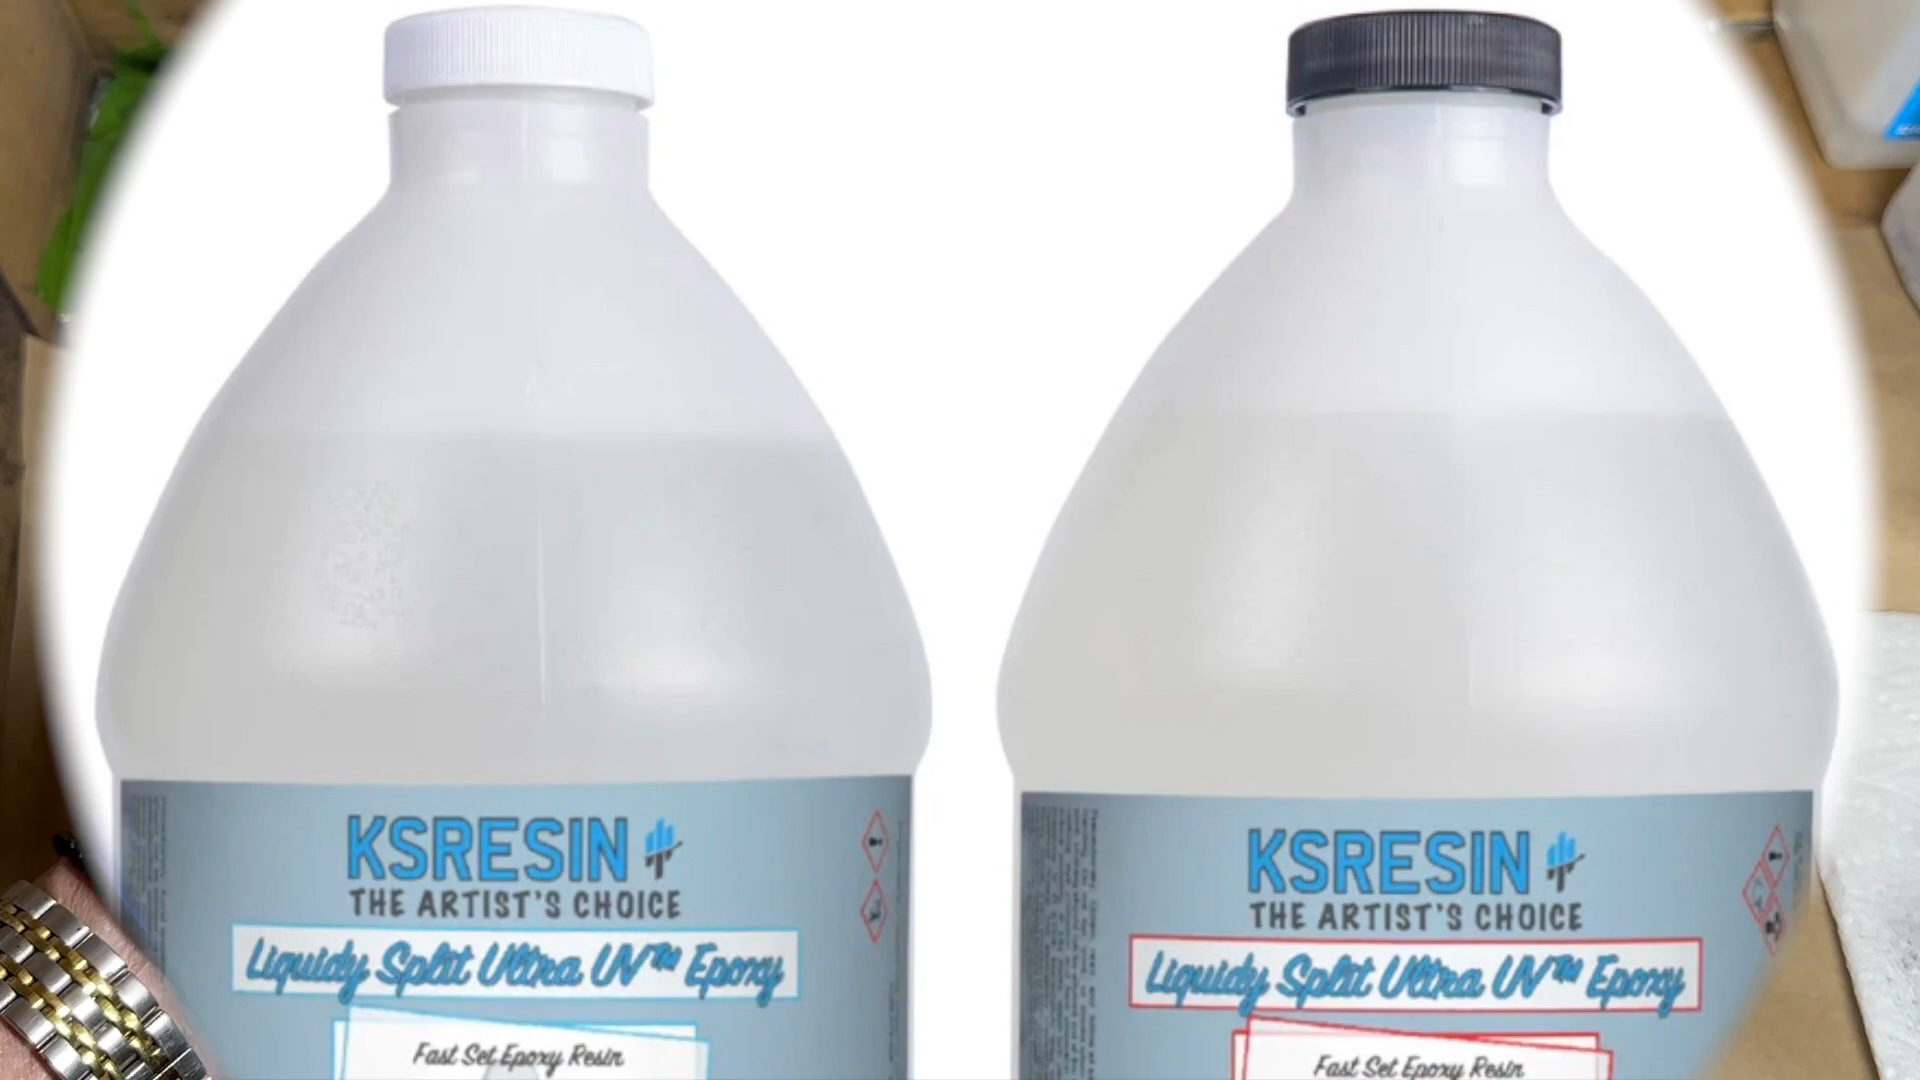 KSRESIN
THE ARTIST'S CHOICE
Liquidy Split Ultra UV™ Epoxy
Fast Set Epoxy Resin
KSRESIN
THE ARTIST'S CHOICE
Liquidy Split Ultra UV™ Epoxy
Fast Set Epoxy Resin